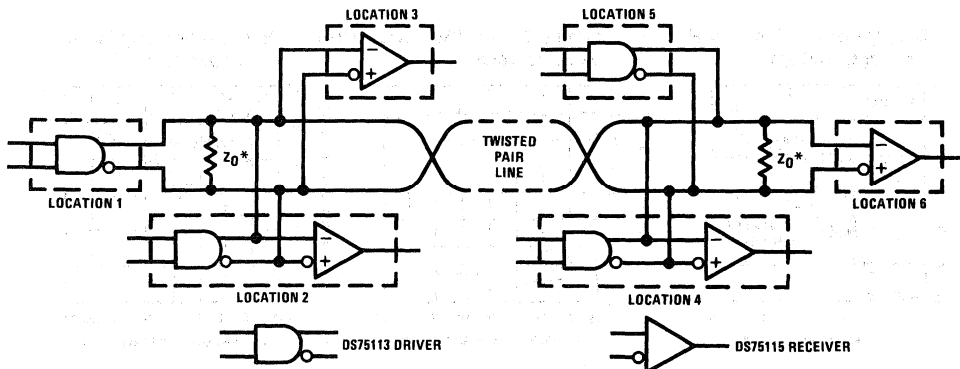 LOCATION 3
LOCATION 5
−
+
Z0*
TWISTED
PAIR
LINE
Z0*
−
+
LOCATION 1
LOCATION 6
−
+
−
+
LOCATION 2
LOCATION 4
DS75113 DRIVER
DS75115 RECEIVER